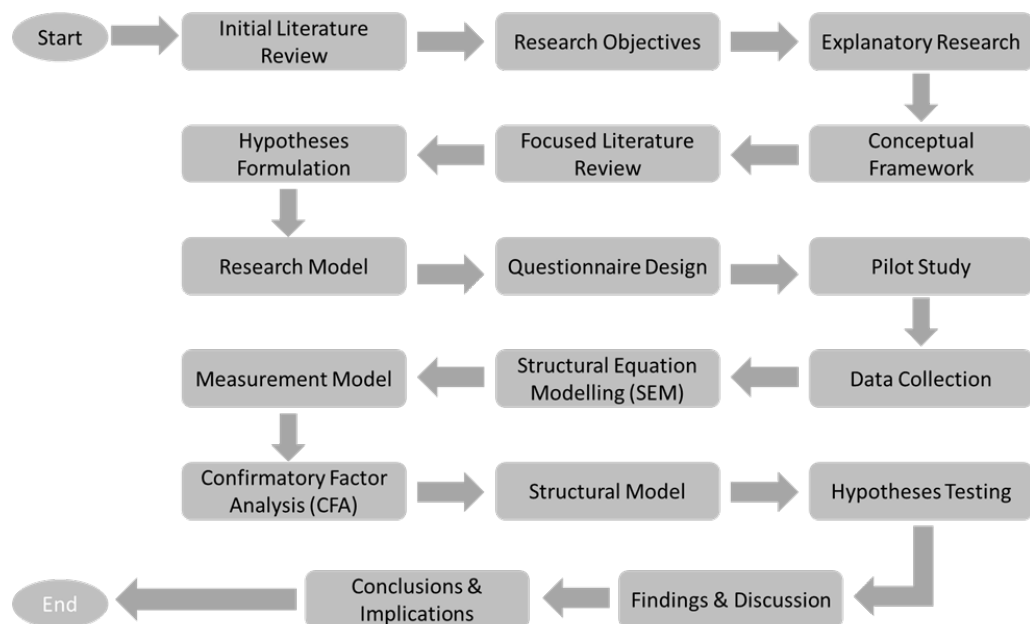 Start
Initial Literature
Review
Research Objectives
Explanatory Research
Conceptual
Framework
Focused Literature
Review
Hypotheses
Formulation
Research Model
Questionnaire Design
Pilot Study
Data Collection
Structural Equation
Modelling (SEM)
Measurement Model
Confirmatory Factor
Analysis (CFA)
Structural Model
Hypotheses Testing
Findings & Discussion
Conclusions &
Implications
End